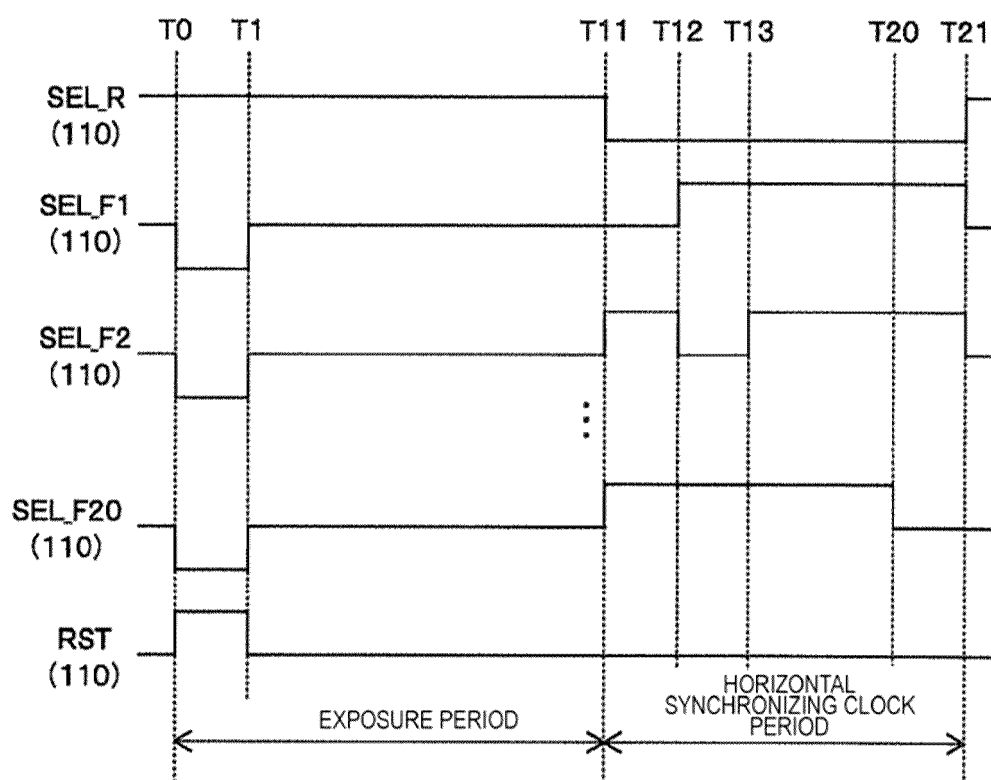 T0 T1 T11 T12 T13 T20 T21
SEL_R
(110)
SEL_F1
(110)
SEL_F2
(110)
SEL_F20
(110)
RST
(110)
EXPOSURE PERIOD
HORIZONTAL
SYNCHRONIZING CLOCK
PERIOD